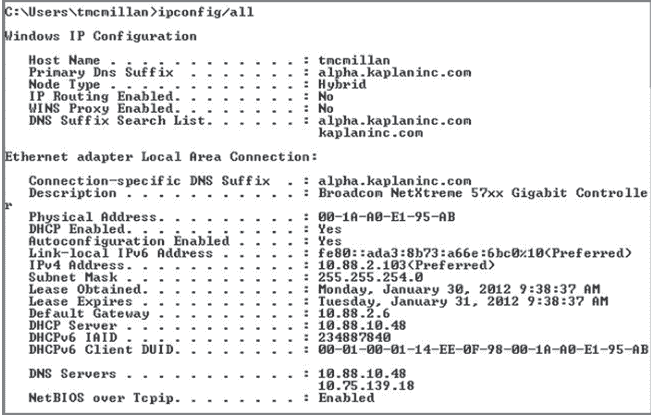 C:\Users\tmcmillan>ipconfig/all
Windows IP Configuration
Host Name . . . . . . . . . . . . : tmcmillan
Primary Dns Suffix . . . . . . . : alpha.kaplaninc.com
Node Type . . . . . . . . . . . . : Hybrid
IP Routing Enabled. . . . . . . . : No
WINS Proxy Enabled. . . . . . . . : No
DNS Suffix Search List. . . . . . : alpha.kaplaninc.com
kaplaninc.com
Ethernet adapter Local Area Connection:
Connection-specific DNS Suffix . : alpha.kaplaninc.com
Description . . . . . . . . . . . : Broadcom NetXtreme 57xx Gigabit Controlle
r
Physical Address. . . . . . . . . : 00-1A-A0-E1-95-AB
DHCP Enabled. . . . . . . . . . . : Yes
Autoconfiguration Enabled . . . . : Yes
Link-local IPv6 Address . . . . . : fe80::ada3:8b73:a66e:6bc0%10(Preferred)
IPv4 Address. . . . . . . . . . . : 10.88.2.103(Preferred)
Subnet Mask . . . . . . . . . . . : 255.255.254.0
Lease Obtained. . . . . . . . . . : Monday, January 30, 2012 9:38:37 AM
Lease Expires . . . . . . . . . . : Tuesday, January 31, 2012 9:38:37 AM
Default Gateway . . . . . . . . . : 10.88.2.6
DHCP Server . . . . . . . . . . . : 10.88.10.48
DHCPv6 IAID . . . . . . . . . . . : 234887840
DHCPv6 Client DUID. . . . . . . . : 00-01-00-01-14-EE-0F-98-00-1A-A0-E1-95-AB
DNS Servers . . . . . . . . . . . : 10.88.10.48
10.75.139.18
NetBIOS over Tcpip. . . . . . . . : Enabled